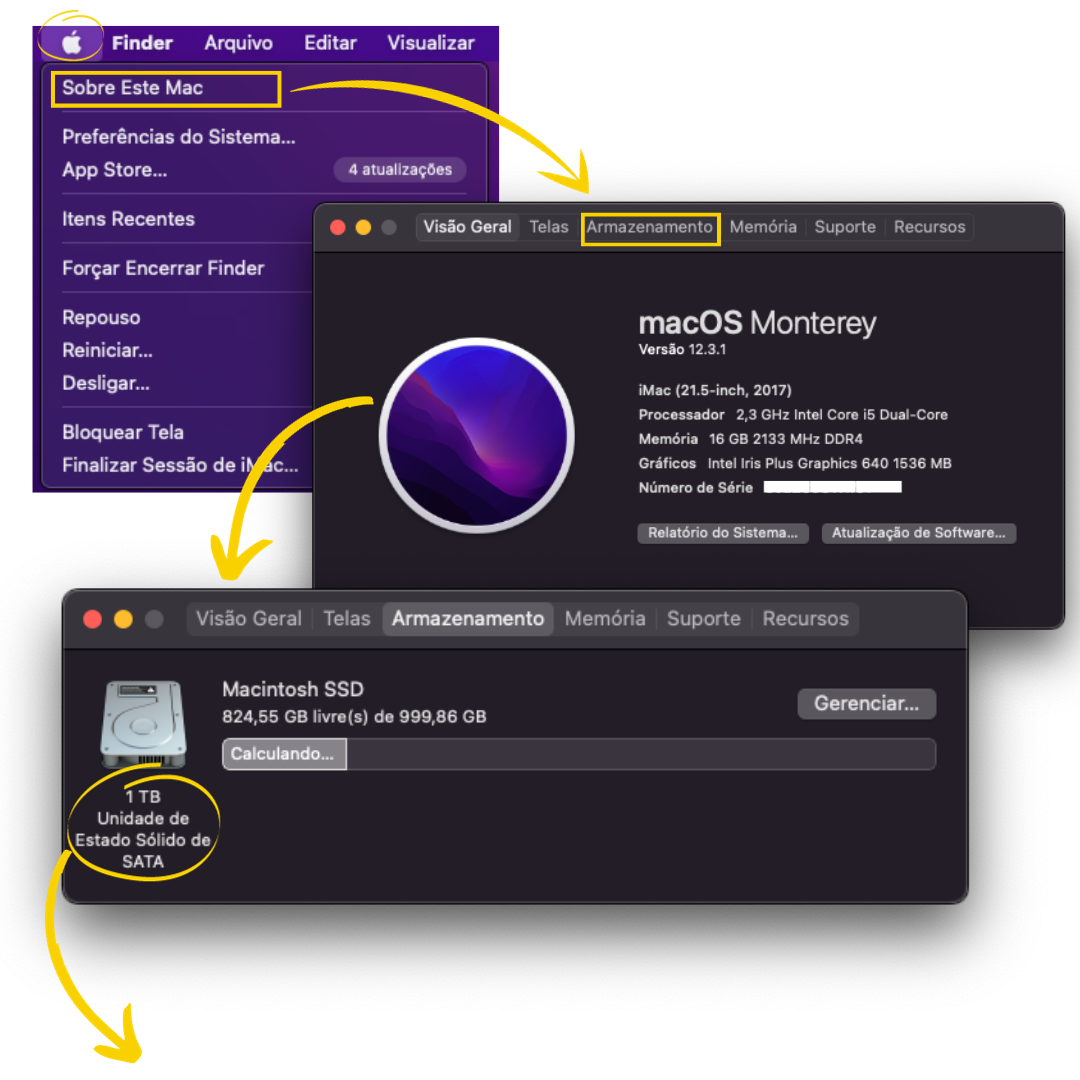 Finder Arquivo Editar Visualizar
Sobre Este Mac
Preferências do Sistema...
App Store... 4 atualizações
Itens Recentes
Forçar Encerrar Finder
Repouso
Reiniciar...
Desligar...
Bloquear Tela
Finalizar Sessão de iMac...
Visão Geral Telas Armazenamento Memória Suporte Recursos
macOS Monterey
Versão 12.3.1
iMac (21.5-inch, 2017)
Processador 2,3 GHz Intel Core i5 Dual-Core
Memória 16 GB 2133 MHz DDR4
Gráficos Intel Iris Plus Graphics 640 1536 MB
Número de Série
Relatório do Sistema... Atualização de Software...
Visão Geral Telas Armazenamento Memória Suporte Recursos
Macintosh SSD
824,55 GB livre(s) de 999,86 GB
Gerenciar...
Calculando...
1 TB
Unidade de
Estado Sólido de
SATA